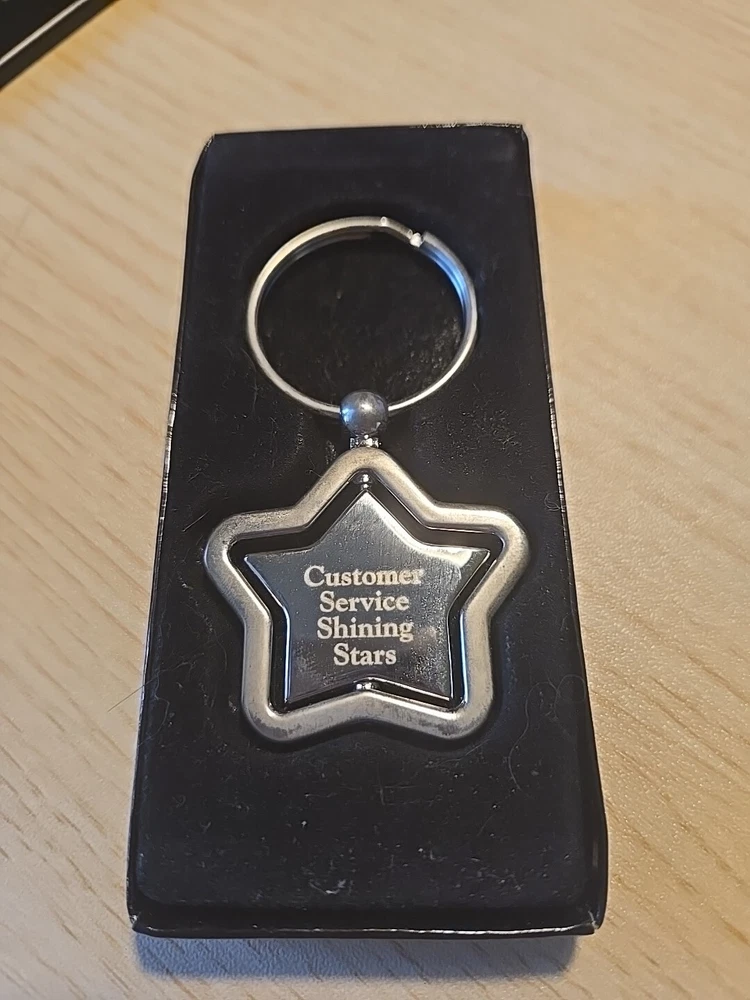 Customer
Service
Shining
Stars